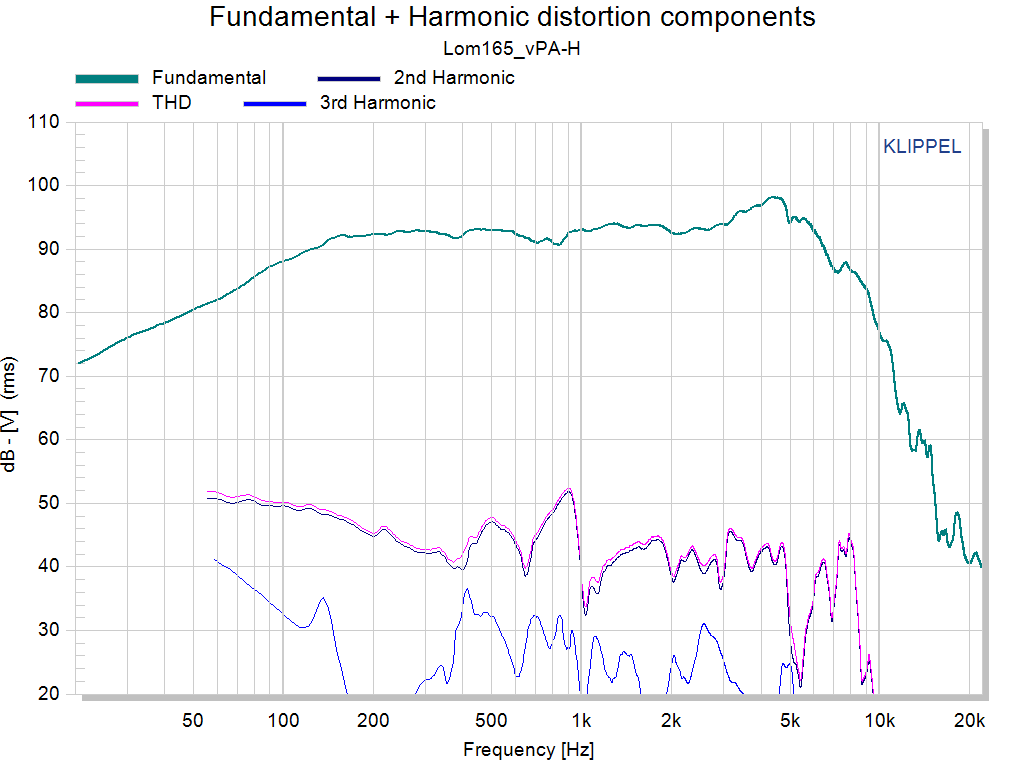 Fundamental + Harmonic distortion components
Lom165_vPA-H
Fundamental 2nd Harmonic
THD 3rd Harmonic
KLIPPEL
110
100
90
80
70
60
50
40
30
20
dB - [V] (rms)
50 100 200 500 1k 2k 5k 10k 20k
Frequency [Hz]